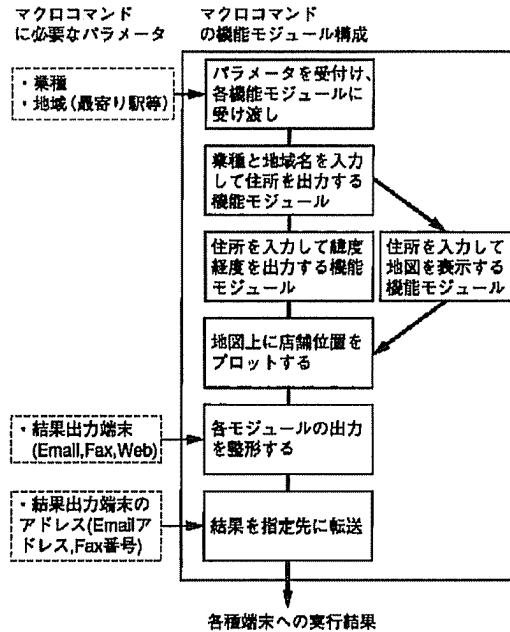 マクロコマンド
に必要なパラメータ
マクロコマンド
の機能モジュール構成
・業種
・地域(最寄り駅等)
パラメータを受付け、
各機能モジュールに
受け渡し
業種と地域名を入力
して住所を出力する
機能モジュール
住所を入力して緯度
経度を出力する機能
モジュール
住所を入力して
地図を表示する
機能モジュール
地図上に店舗位置を
プロットする
・結果出力端末
(Email,Fax,Web)
各モジュールの出力
を整形する
・結果出力端末の
アドレス(Emailア
ドレス,Fax番号)
結果を指定先に転送
各種端末への実行結果